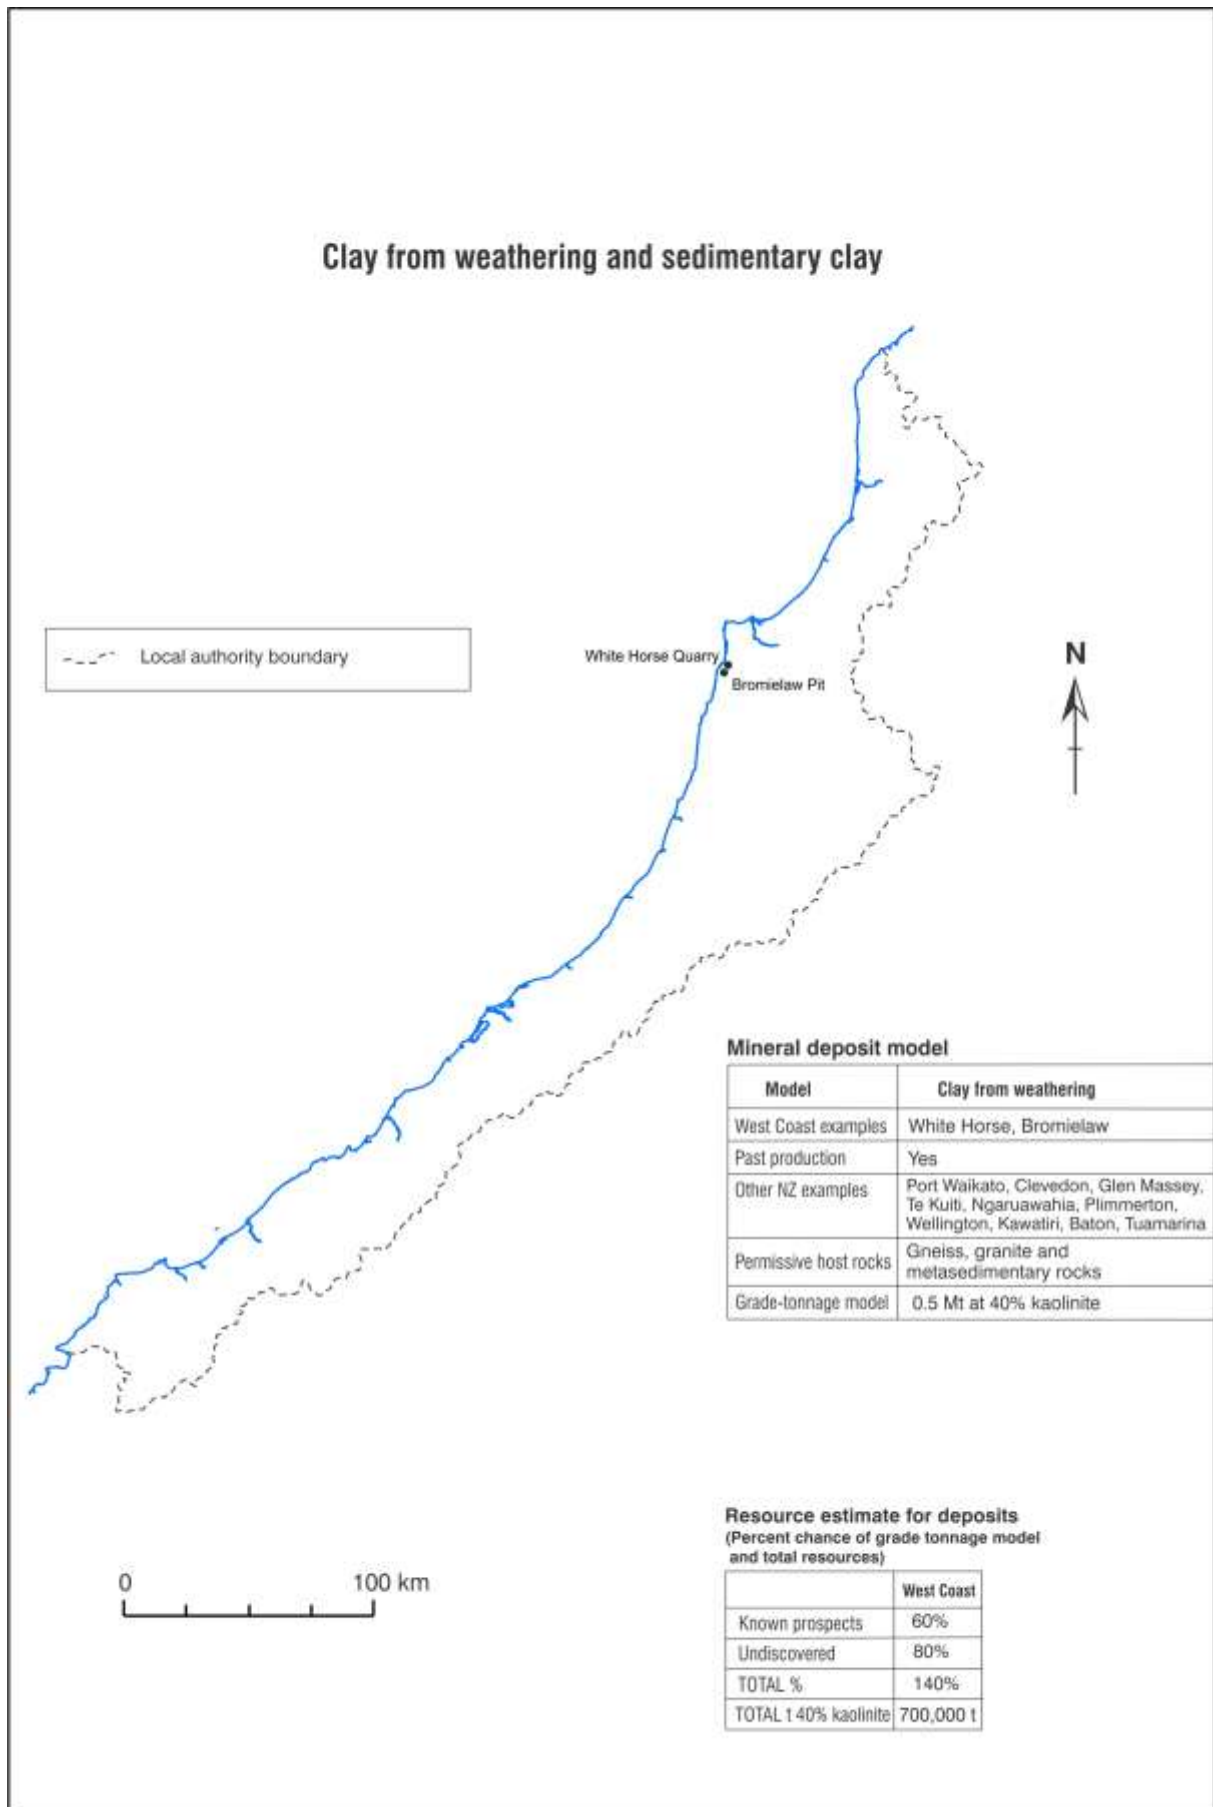 Clay from weathering and sedimentary clay
Local authority boundary
White Horse Quarry
Bromielaw Pit
N
Mineral deposit model
Model Clay from weathering
West Coast examples White Horse, Bromielaw
Past production Yes
Other NZ examples Port Waikato, Clevedon, Glen Massey,
Te Kuiti, Ngaruawahia, Plimmerton,
Wellington, Kawatiri, Baton, Tuamarina
Permissive host rocks Gneiss, granite and
metasedimentary rocks
Grade-tonnage model 0.5 Mt at 40% kaolinite
0 100 km
Resource estimate for deposits
(Percent chance of grade tonnage model
and total resources)
West Coast
Known prospects 60%
Undiscovered 80%
TOTAL % 140%
TOTAL t 40% kaolinite 700,000 t